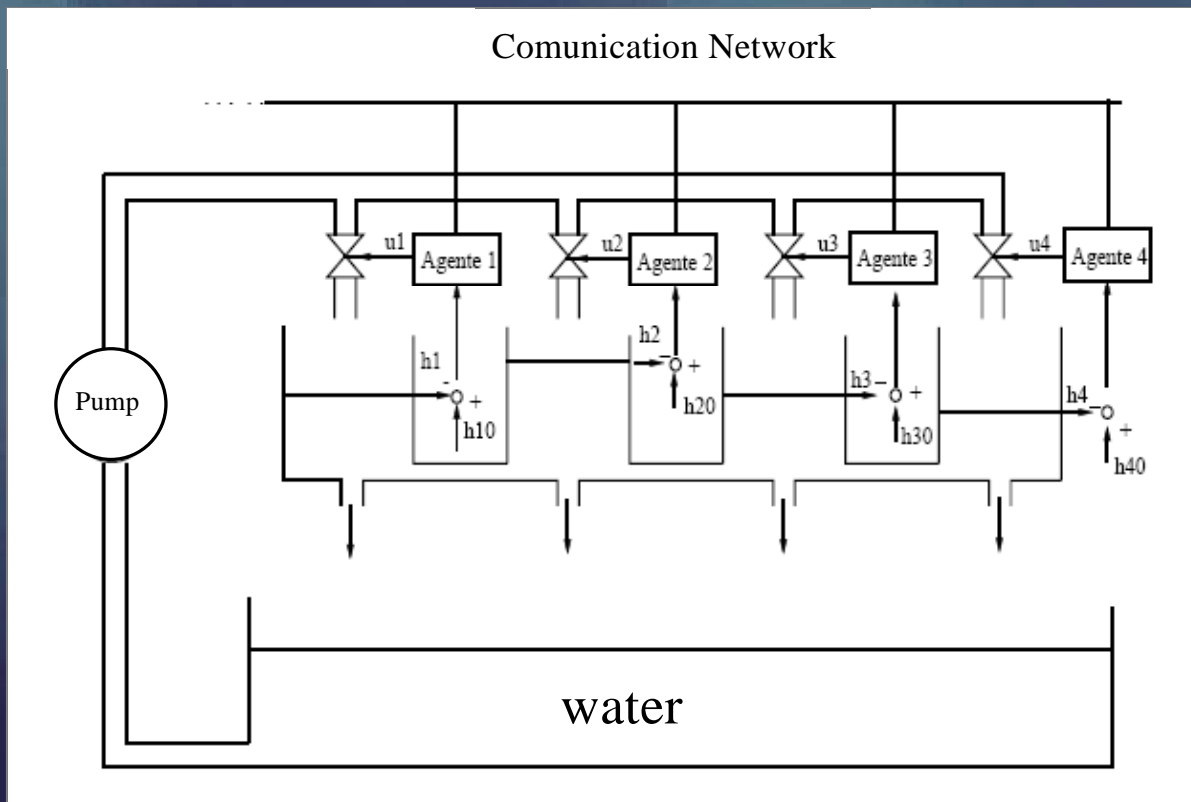 Comunication Network
u1
Agente 1
u2
Agente 2
u3
Agente 3
u4
Agente 4
Pump
h1
-
+
h10
h2
−
+
h20
h3
−
+
h30
h4
−
+
h40
water